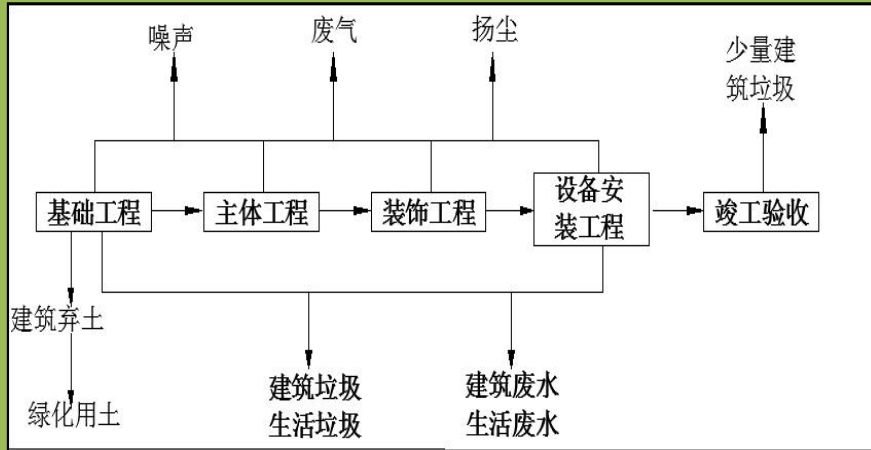 噪声
废气
扬尘
少量建
筑垃圾
基础工程
主体工程
装饰工程
设备安
装工程
竣工验收
建筑弃土
绿化用土
建筑垃圾
生活垃圾
建筑废水
生活废水